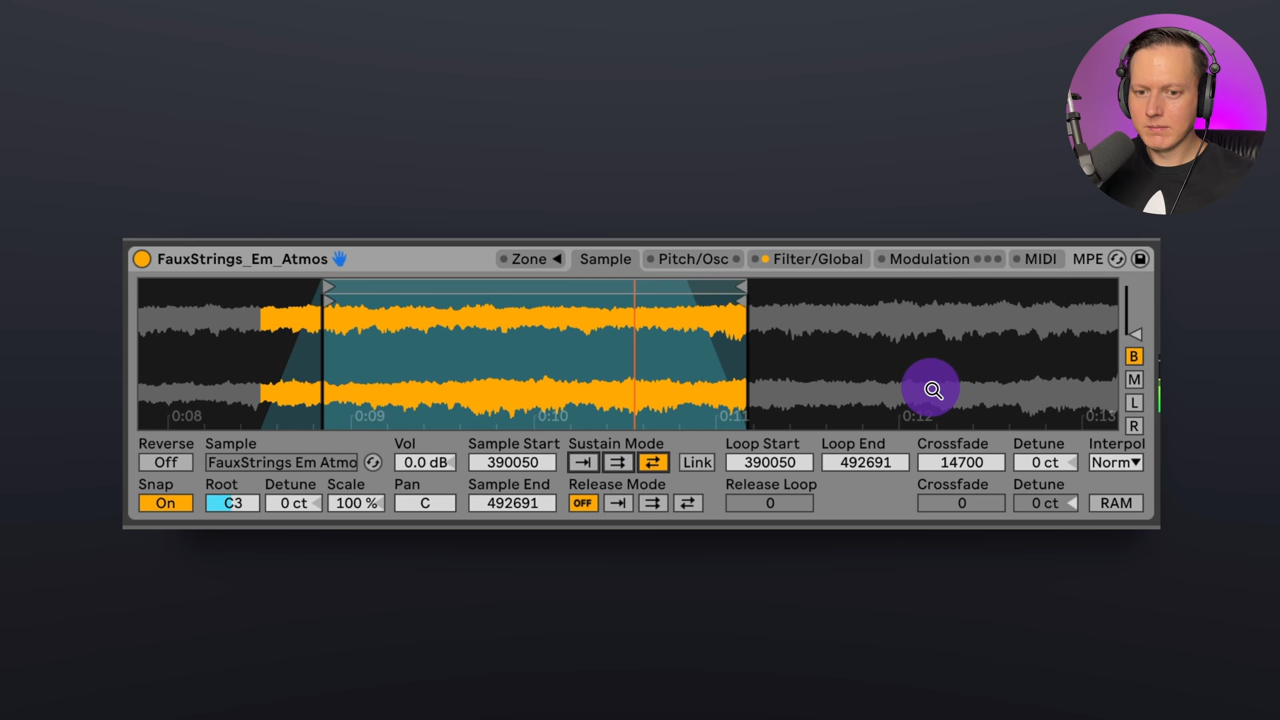 FauxStrings_Em_Atmos Zone Sample Pitch/Osc Filter/Global Modulation MIDI MPE
B
M
L
R
0:08 0:09 0:10 0:11 0:12 0:13
Reverse Sample Vol Sample Start Sustain Mode Loop Start Loop End Crossfade Detune Interpol
Off FauxStrings Em Atmo 0.0 dB 390050 Link 390050 492691 14700 0 ct Norm
Snap Root Detune Scale Pan Sample End Release Mode Release Loop Crossfade Detune
On C3 0 ct 100 % C 492691 OFF 0 0 0 ct RAM